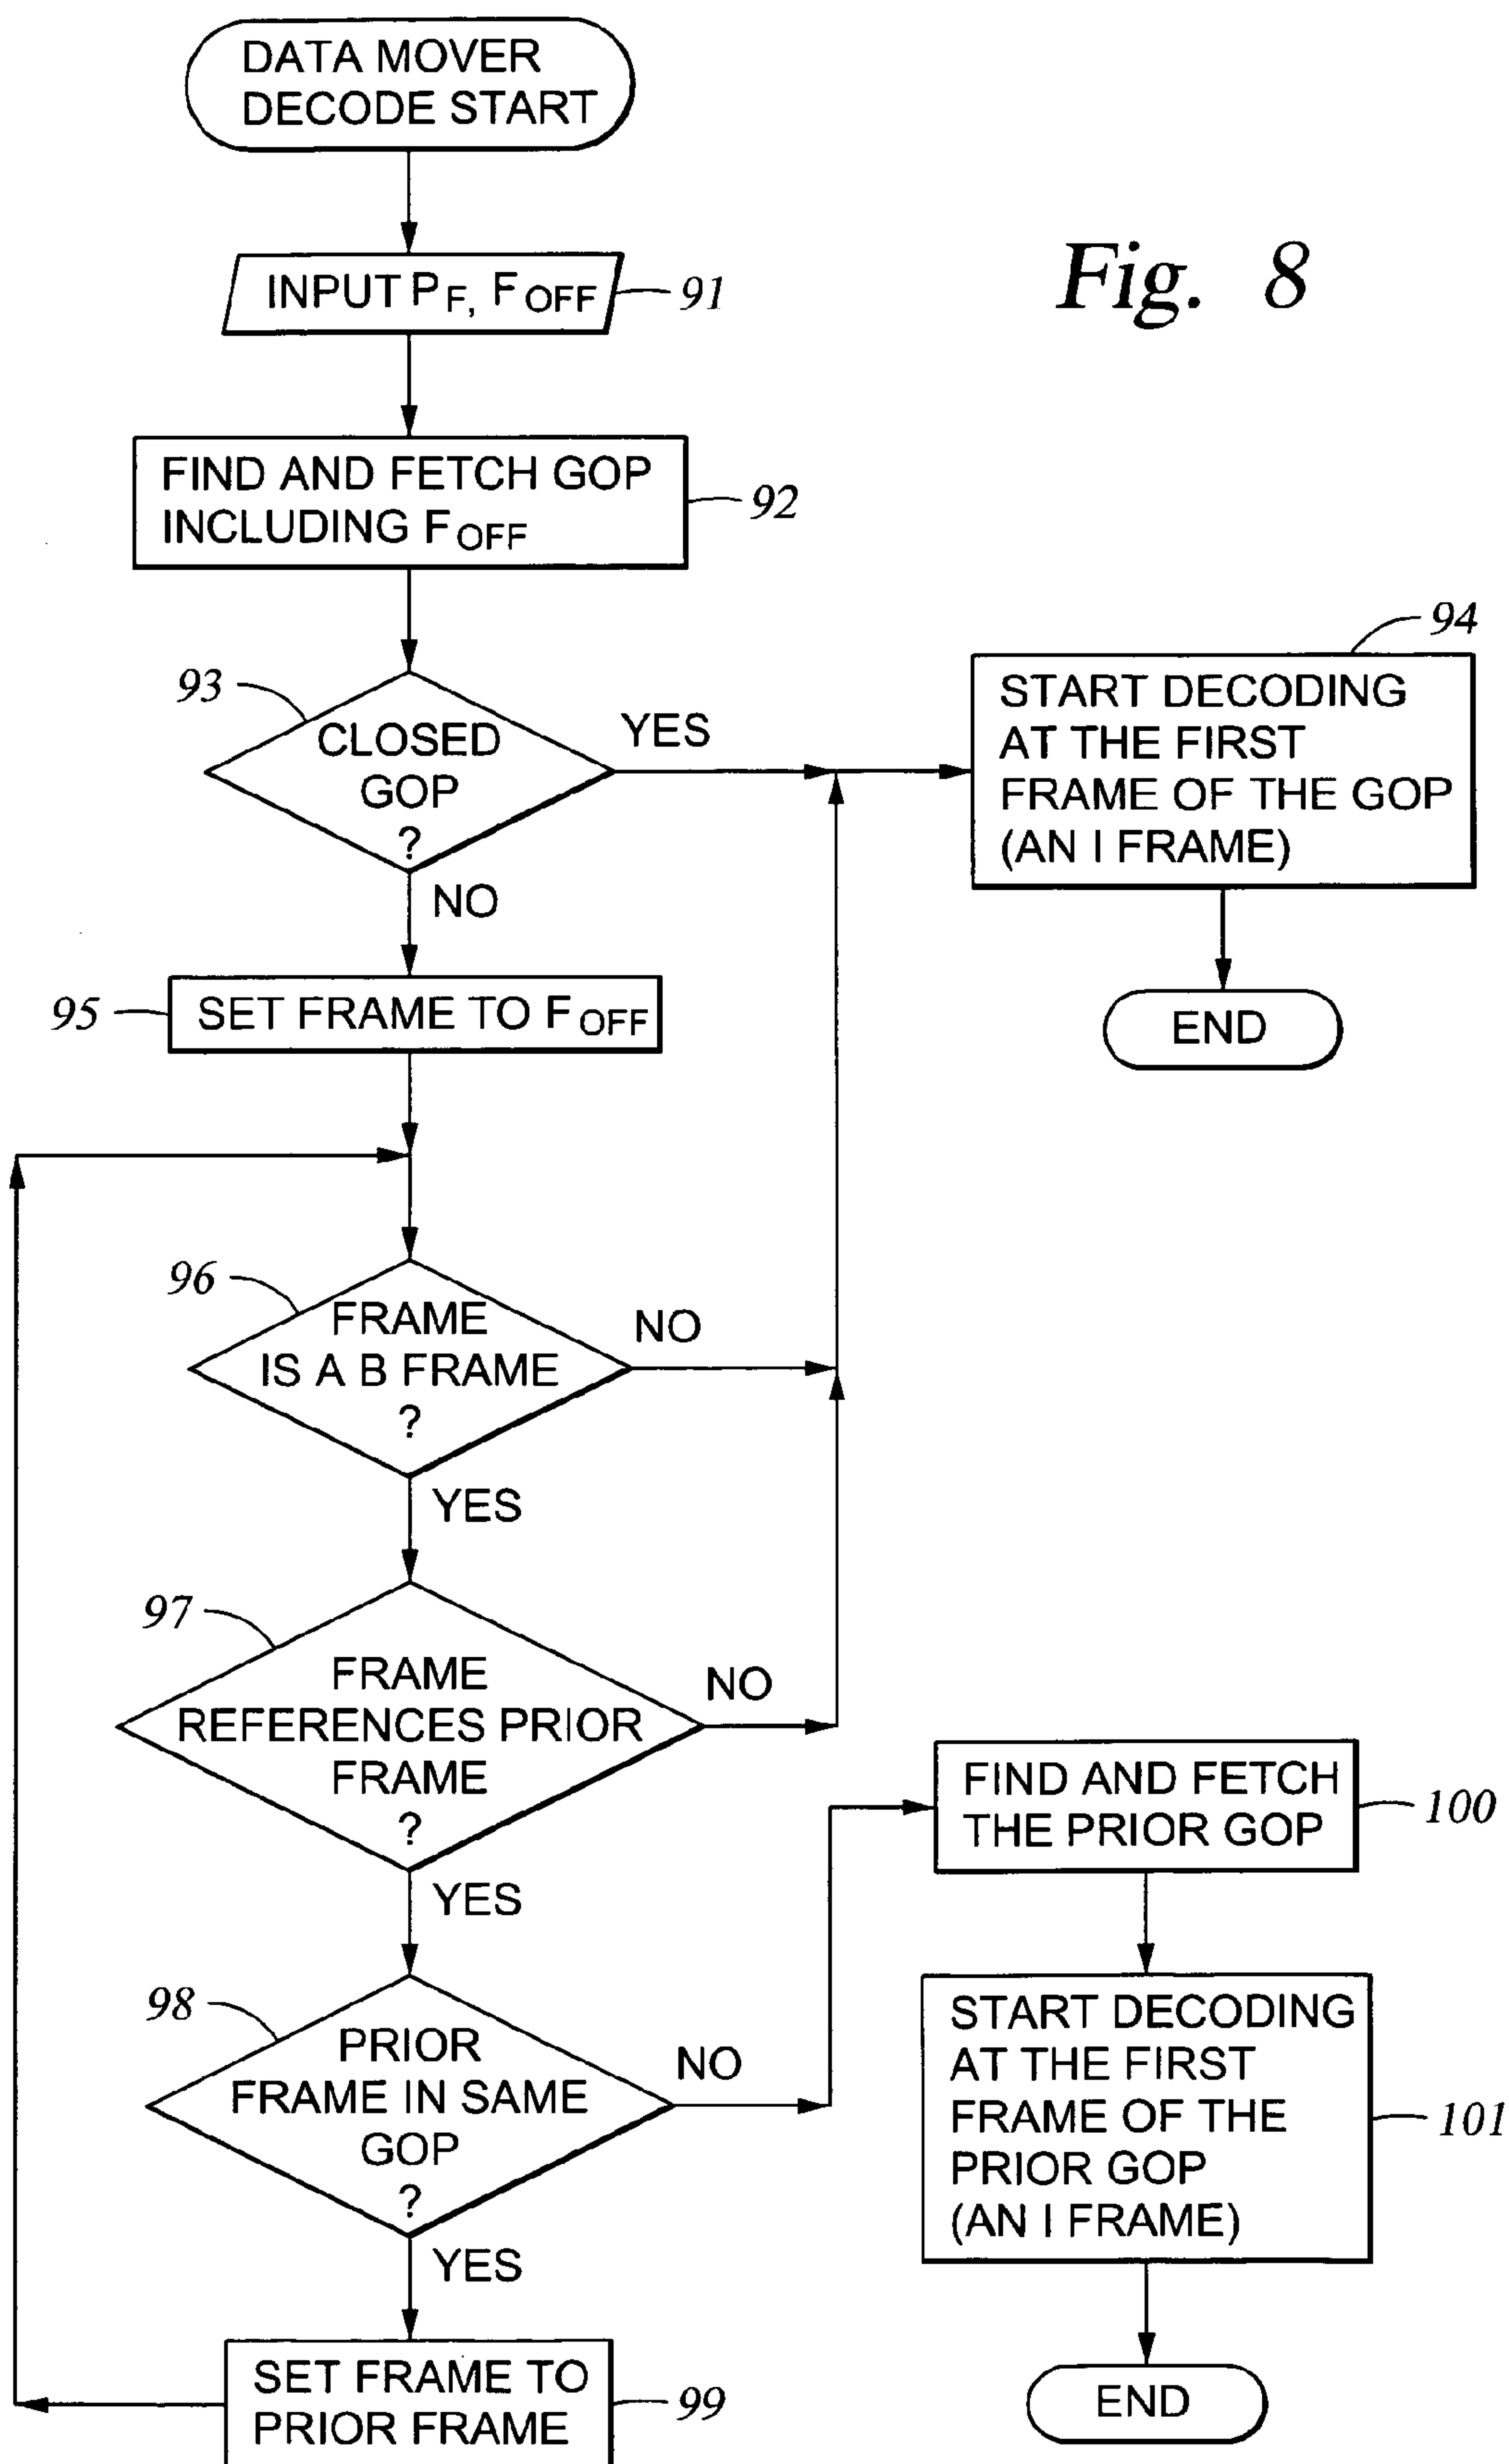 DATA MOVER
DECODE START
Fig. 8
INPUT PF, FOFF
91
FIND AND FETCH GOP
INCLUDING FOFF
92
93
CLOSED
GOP
?
YES
NO
94
START DECODING
AT THE FIRST
FRAME OF THE GOP
(AN I FRAME)
END
95
SET FRAME TO FOFF
96
FRAME
IS A B FRAME
?
NO
YES
97
FRAME
REFERENCES PRIOR
FRAME
?
NO
YES
98
PRIOR
FRAME IN SAME
GOP
?
NO
YES
FIND AND FETCH
THE PRIOR GOP
100
START DECODING
AT THE FIRST
FRAME OF THE
PRIOR GOP
(AN I FRAME)
101
END
SET FRAME TO
PRIOR FRAME
99